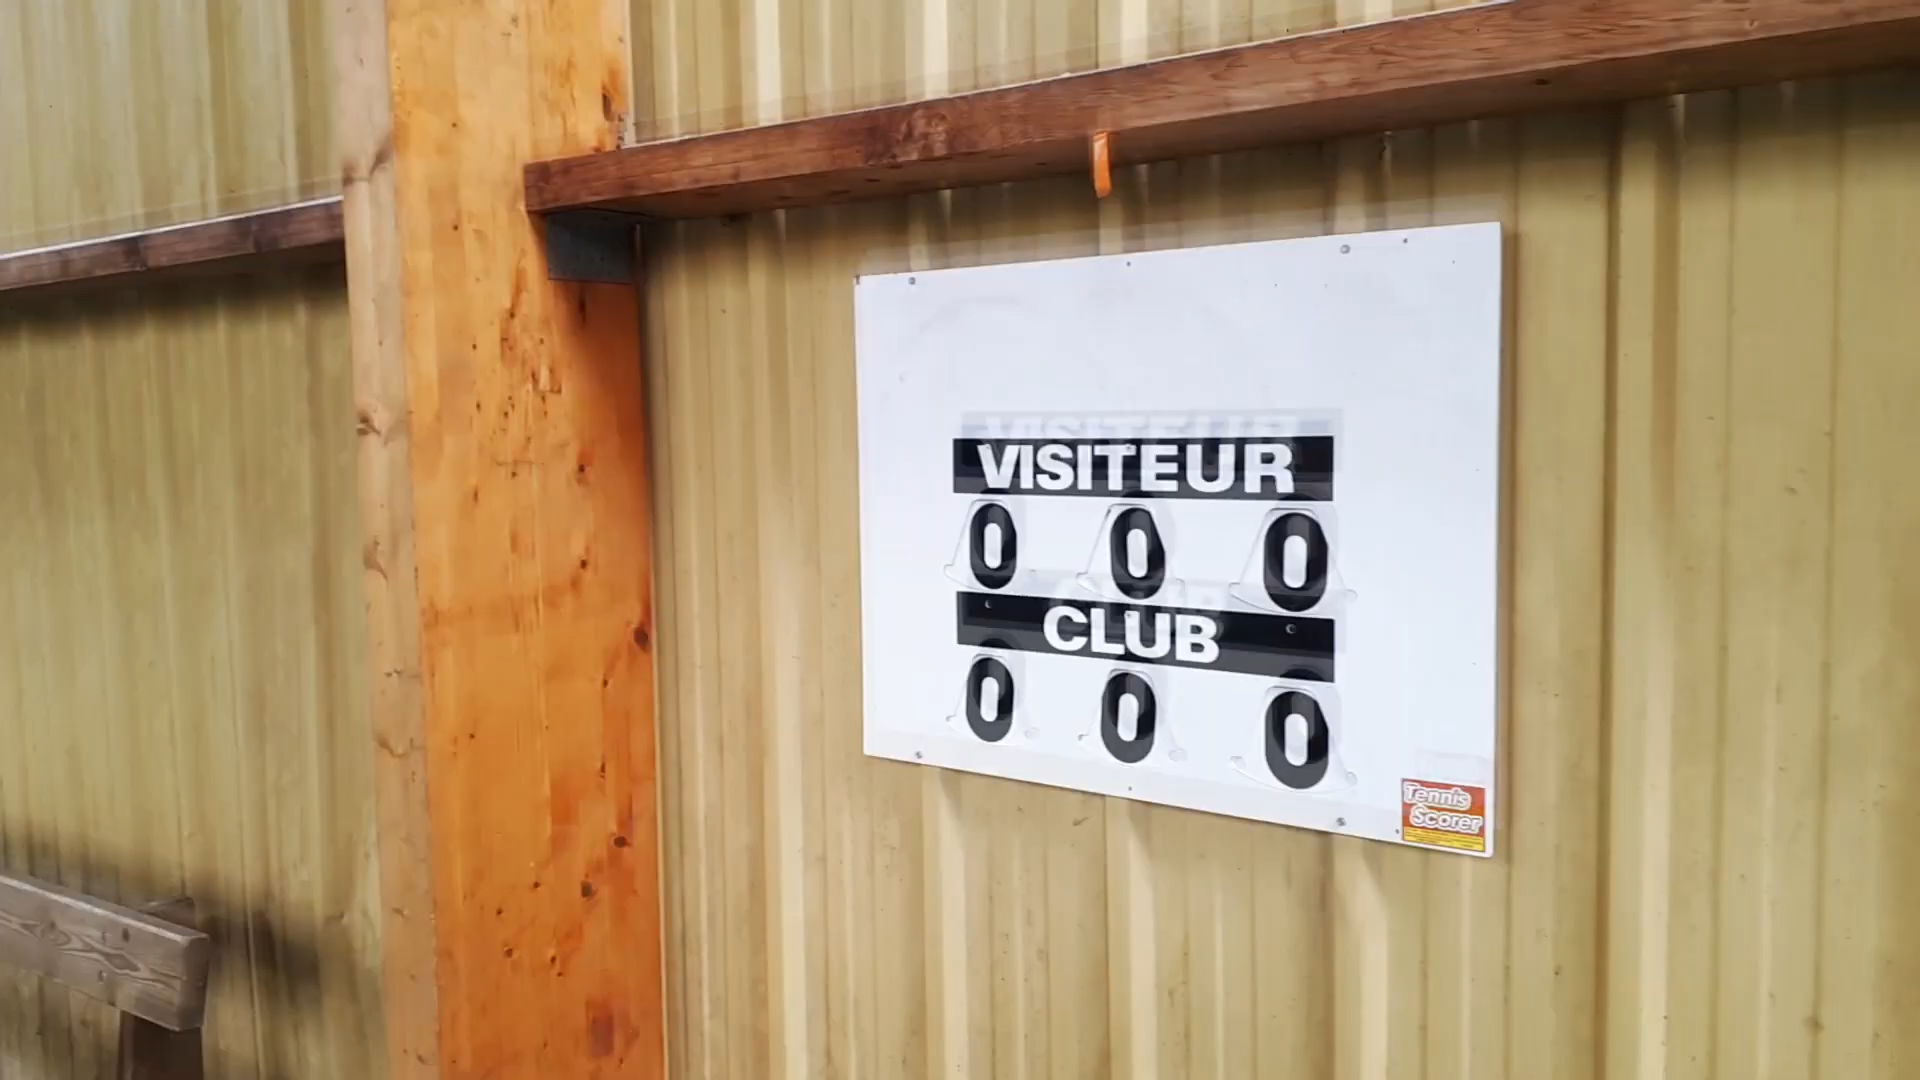 VISITEUR
0 0 0
CLUB
0 0 0
Tennis
Scorer